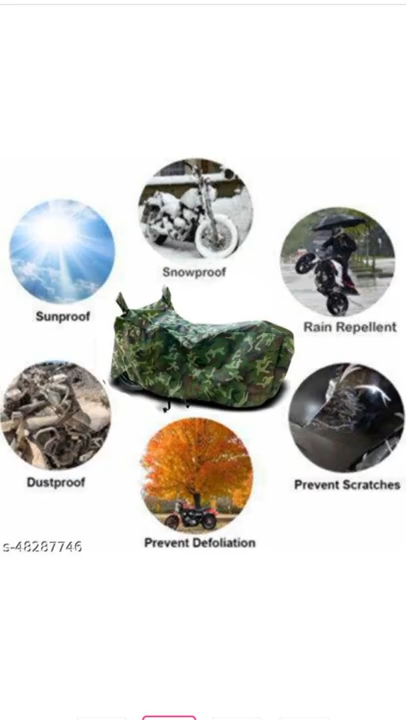 Snowproof
Sunproof
Rain Repellent
Dustproof
Prevent Scratches
Prevent Defoliation
s-48287746